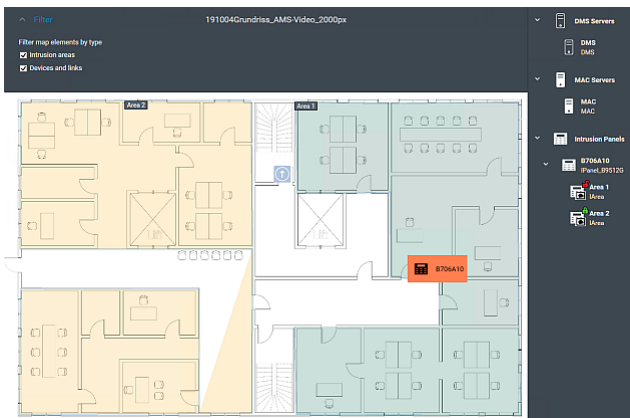 Filter
191004Grundriss_AMS-Video_2000px
Filter map elements by type
Intrusion areas
Devices and links
DMS Servers
DMS
DMS
MAC Servers
MAC
MAC
Intrusion Panels
B706A10
IPanel_B9512G
Area 1
IArea
Area 2
IArea
Area 2
Area 1
B706A10